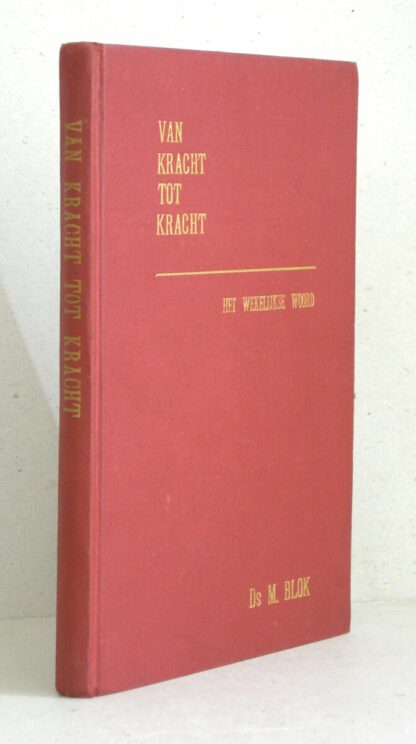 VAN KRACHT TOT KRACHT
VAN
KRACHT
TOT
KRACHT
HET WEKELIJKSE WOORD
Ds M. BLOK